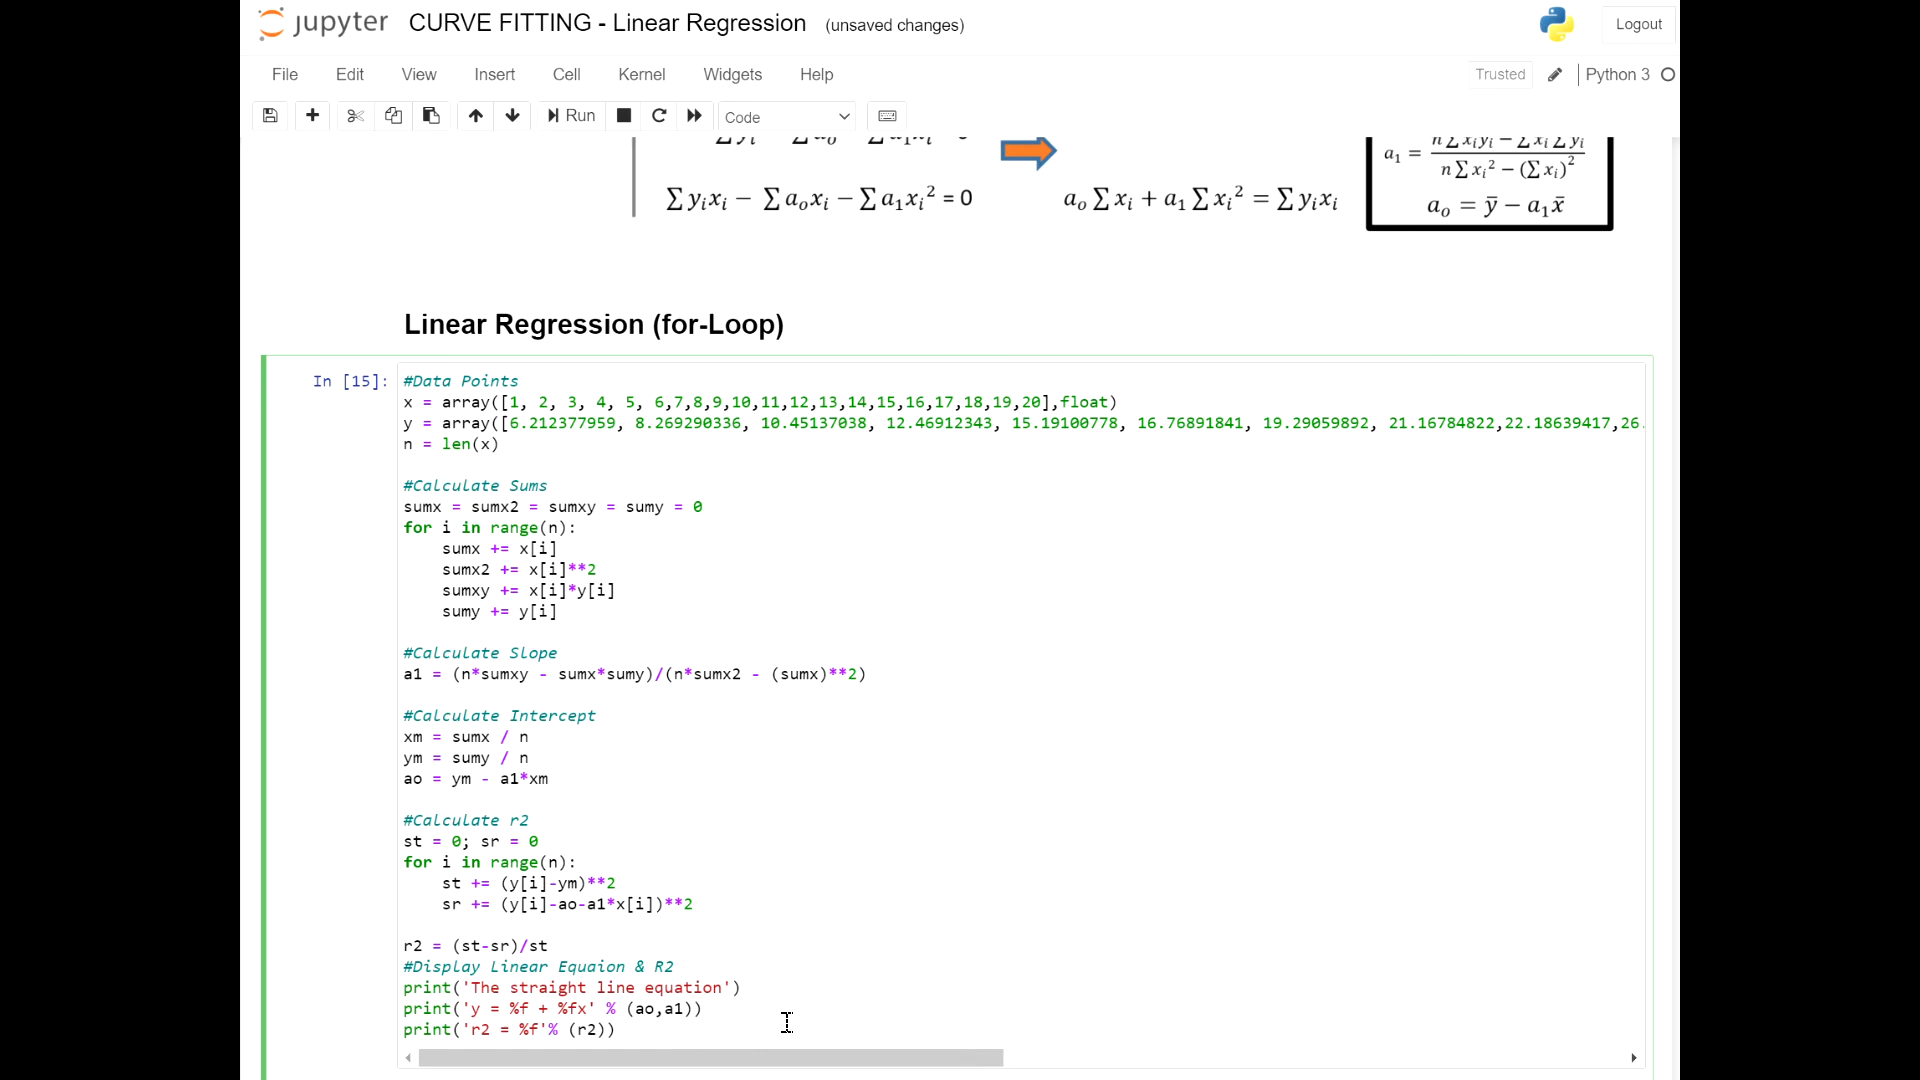 jupyter CURVE FITTING - Linear Regression (unsaved changes) Logout
File Edit View Insert Cell Kernel Widgets Help Trusted Python 3
Run Code
a₁ = n∑xᵢyᵢ − ∑xᵢ∑yᵢ / n∑xᵢ² − (∑xᵢ)²
∑yᵢxᵢ − ∑aₒxᵢ − ∑a₁xᵢ² = 0 aₒ∑xᵢ + a₁∑xᵢ² = ∑yᵢxᵢ aₒ = ȳ − a₁x̄
Linear Regression (for-Loop)
In [15]: #Data Points
x = array([1, 2, 3, 4, 5, 6,7,8,9,10,11,12,13,14,15,16,17,18,19,20],float)
y = array([6.212377959, 8.269290336, 10.45137038, 12.46912343, 15.19100778, 16.76891841, 19.29059892, 21.16784822,22.18639417,26.
n = len(x)
#Calculate Sums
sumx = sumx2 = sumxy = sumy = 0
for i in range(n):
    sumx += x[i]
    sumx2 += x[i]**2
    sumxy += x[i]*y[i]
    sumy += y[i]
#Calculate Slope
a1 = (n*sumxy - sumx*sumy)/(n*sumx2 - (sumx)**2)
#Calculate Intercept
xm = sumx / n
ym = sumy / n
ao = ym - a1*xm
#Calculate r2
st = 0; sr = 0
for i in range(n):
    st += (y[i]-ym)**2
    sr += (y[i]-ao-a1*x[i])**2
r2 = (st-sr)/st
#Display Linear Equaion & R2
print('The straight line equation')
print('y = %f + %fx' % (ao,a1))
print('r2 = %f'% (r2))